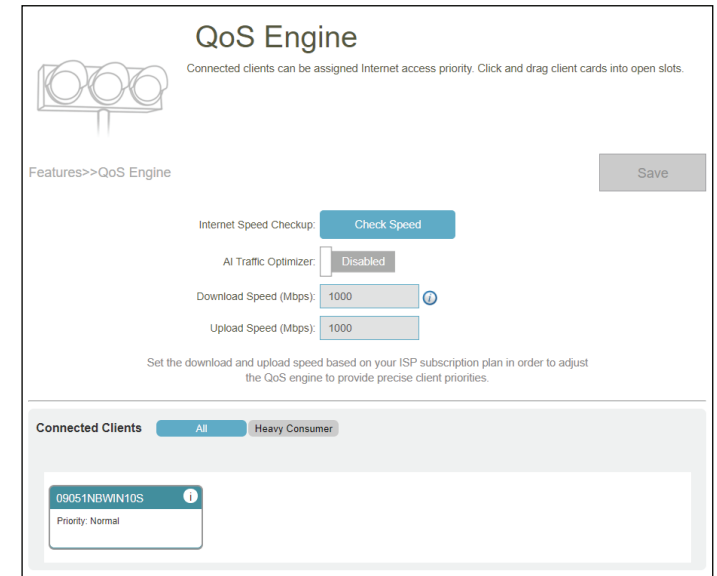 QoS Engine
Connected clients can be assigned Internet access priority. Click and drag client cards into open slots.
Features>>QoS Engine
Save
Internet Speed Checkup: Check Speed
AI Traffic Optimizer: Disabled
Download Speed (Mbps): 1000 i
Upload Speed (Mbps): 1000
Set the download and upload speed based on your ISP subscription plan in order to adjust
the QoS engine to provide precise client priorities.
Connected Clients All Heavy Consumer
09051NBWIN10S i
Priority: Normal